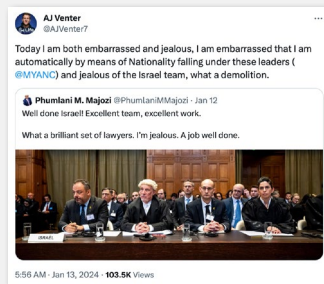 AJ Venter
@AJVenter7
Today I am both embarrassed and jealous, I am embarrassed that I am
automatically by means of Nationality falling under these leaders (
@MYANC) and jealous of the Israel team, what a demolition.
Phumlani M. Majozi @PhumlaniMMajozi · Jan 12
Well done Israel! Excellent team, excellent work.
What a brilliant set of lawyers. I'm jealous. A job well done.
ISRAEL
5:56 AM · Jan 13, 2024 · 103.5K Views